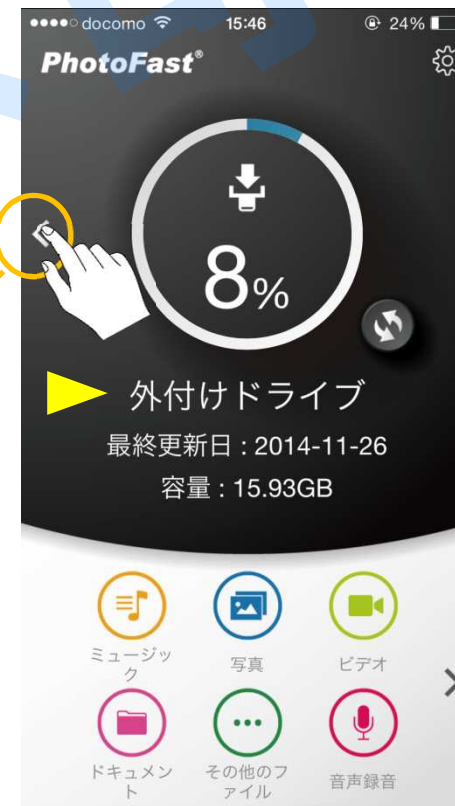 docomo 15:46 24%
PhotoFast®
8%
外付けドライブ
最終更新日 : 2014-11-26
容量 : 15.93GB
ミュージッ
ク
写真
ビデオ
ドキュメン
ト
その他のフ
ァイル
音声録音